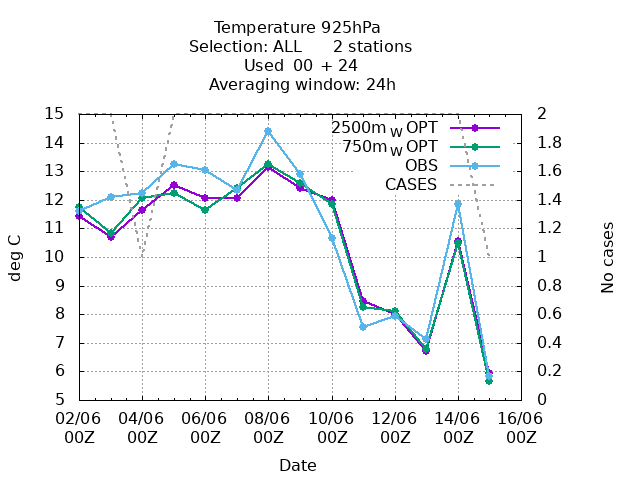 Temperature 925hPa
Selection: ALL 2 stations
Used 00 + 24
Averaging window: 24h
15 2
14 1.8
13 1.6
12 1.4
11 1.2
10 1
9 0.8
8 0.6
7 0.4
6 0.2
5 0
2500m W OPT
750m W OPT
OBS
CASES
deg C
No cases
02/06 04/06 06/06 08/06 10/06 12/06 14/06 16/06
00Z 00Z 00Z 00Z 00Z 00Z 00Z 00Z
Date